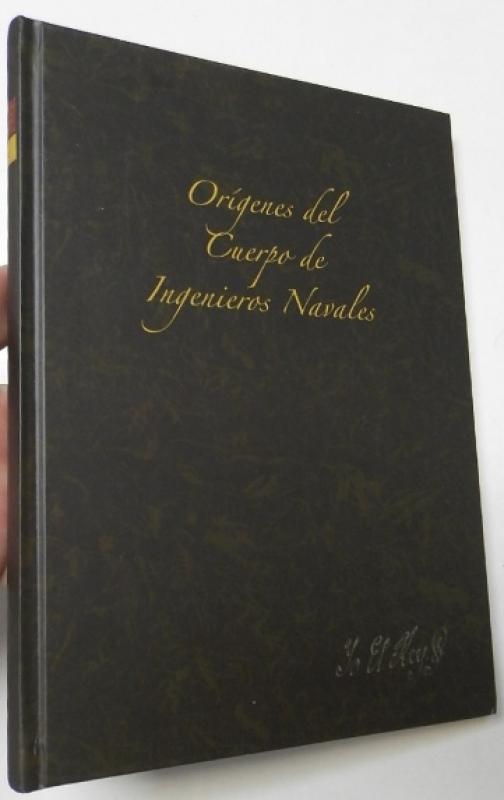 Orígenes del
Cuerpo de
Ingenieros Navales
Yo El Rey